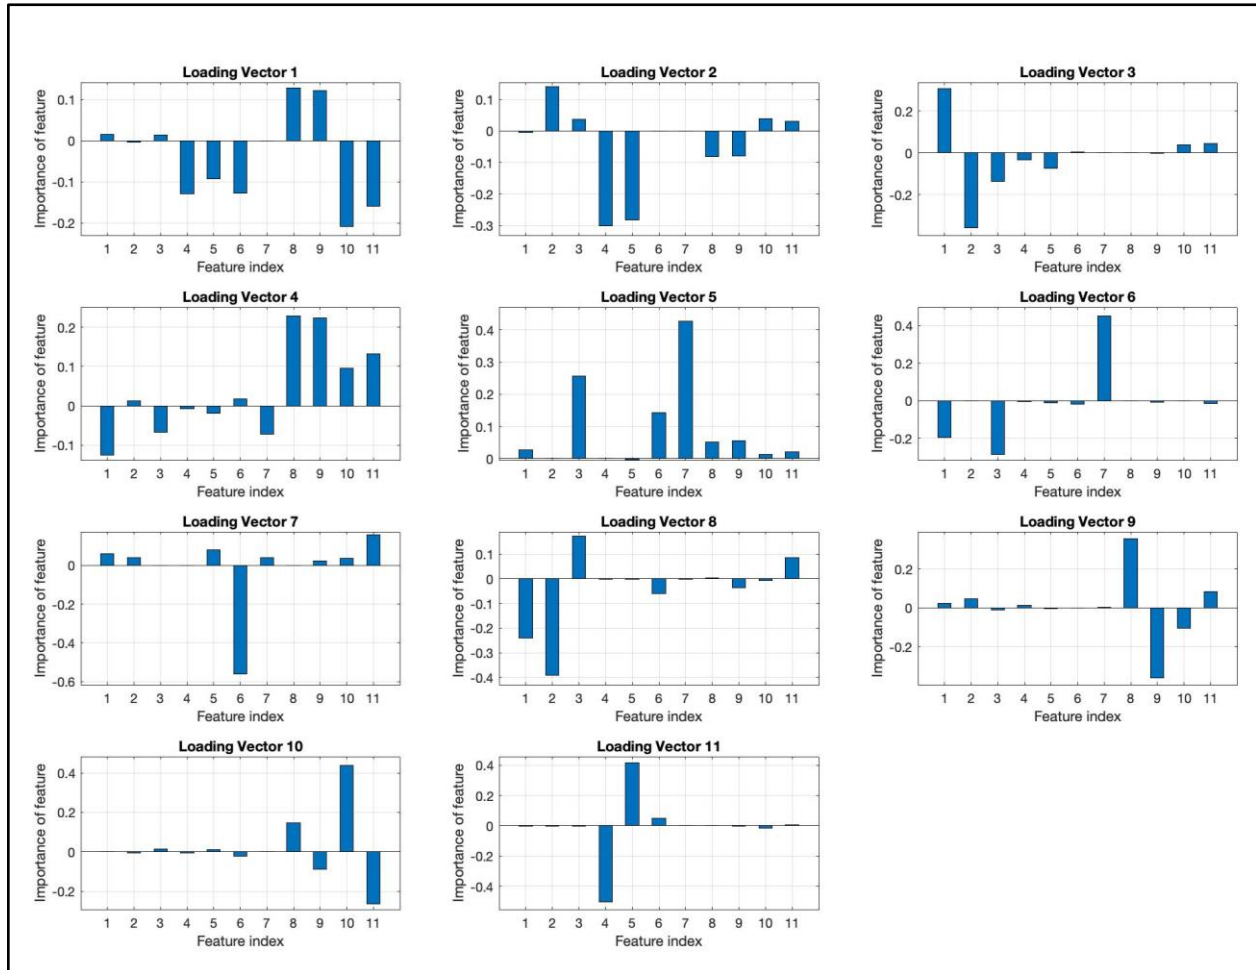 Loading Vector 1
Importance of feature
0.1
0
-0.1
-0.2
1 2 3 4 5 6 7 8 9 10 11
Feature index
Loading Vector 2
Importance of feature
0.1
0
-0.1
-0.2
-0.3
1 2 3 4 5 6 7 8 9 10 11
Feature index
Loading Vector 3
Importance of feature
0.2
0
-0.2
1 2 3 4 5 6 7 8 9 10 11
Feature index
Loading Vector 4
Importance of feature
0.2
0.1
0
-0.1
1 2 3 4 5 6 7 8 9 10 11
Feature index
Loading Vector 5
Importance of feature
0.4
0.3
0.2
0.1
0
1 2 3 4 5 6 7 8 9 10 11
Feature index
Loading Vector 6
Importance of feature
0.4
0.2
0
-0.2
1 2 3 4 5 6 7 8 9 10 11
Feature index
Loading Vector 7
Importance of feature
0
-0.2
-0.4
-0.6
1 2 3 4 5 6 7 8 9 10 11
Feature index
Loading Vector 8
Importance of feature
0.1
0
-0.1
-0.2
-0.3
-0.4
1 2 3 4 5 6 7 8 9 10 11
Feature index
Loading Vector 9
Importance of feature
0.2
0
-0.2
1 2 3 4 5 6 7 8 9 10 11
Feature index
Loading Vector 10
Importance of feature
0.4
0.2
0
-0.2
1 2 3 4 5 6 7 8 9 10 11
Feature index
Loading Vector 11
Importance of feature
0.4
0.2
0
-0.2
-0.4
1 2 3 4 5 6 7 8 9 10 11
Feature index